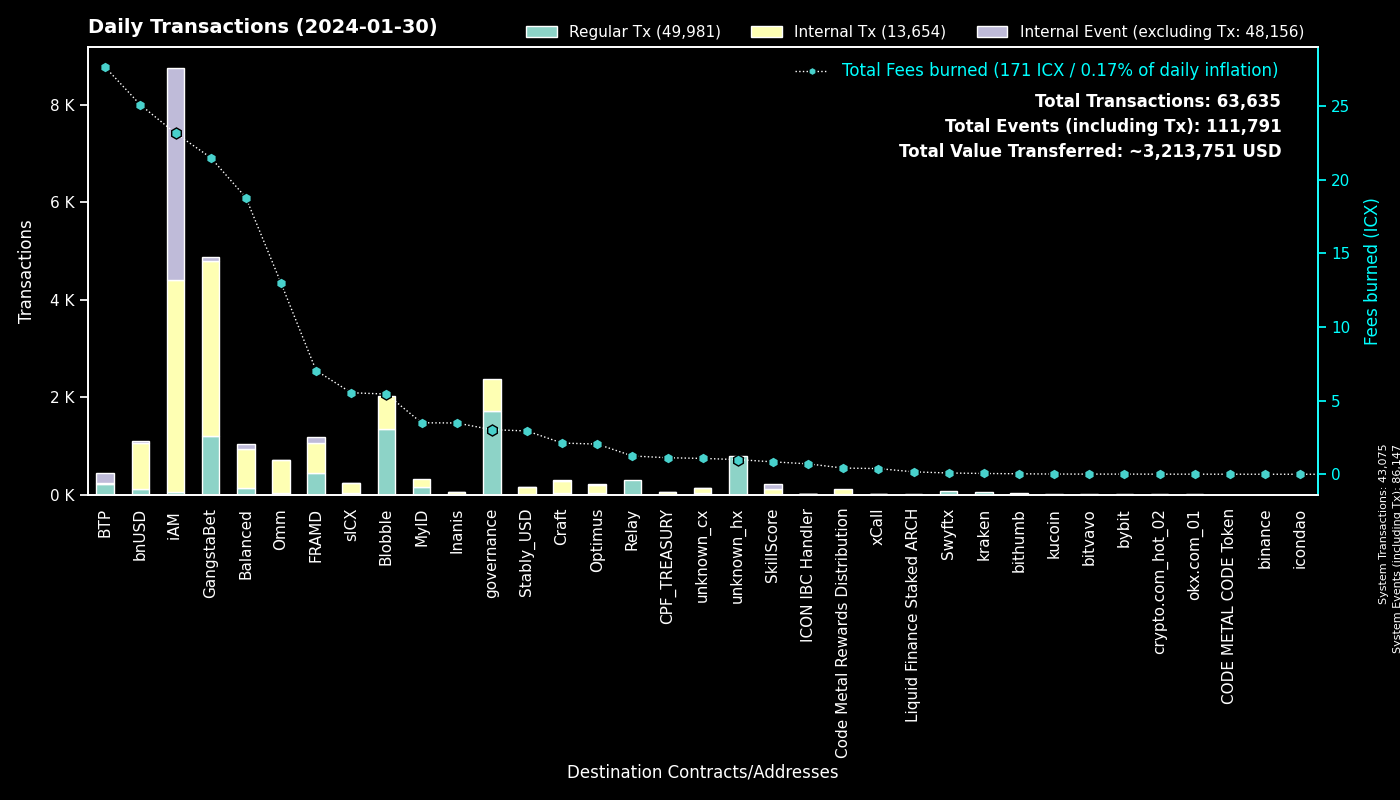 Daily Transactions (2024-01-30)
Regular Tx (49,981)
Internal Tx (13,654)
Internal Event (excluding Tx: 48,156)
Total Fees burned (171 ICX / 0.17% of daily inflation)
Total Transactions: 63,635
Total Events (including Tx): 111,791
Total Value Transferred: ~3,213,751 USD
Transactions
8 K
6 K
4 K
2 K
0 K
25
20
15
10
5
0
Fees burned (ICX)
BTP
bnUSD
iAM
GangstaBet
Balanced
Omm
FRAMD
sICX
Blobble
MyID
Inanis
governance
Stably_USD
Craft
Optimus
Relay
CPF_TREASURY
unknown_cx
unknown_hx
SkillScore
ICON IBC Handler
Code Metal Rewards Distribution
xCall
Liquid Finance Staked ARCH
Swyftx
kraken
bithumb
kucoin
bitvavo
bybit
crypto.com_hot_02
okx.com_01
CODE METAL CODE Token
binance
icondao
Destination Contracts/Addresses
System Transactions: 43,075
System Events (including Tx): 86,147